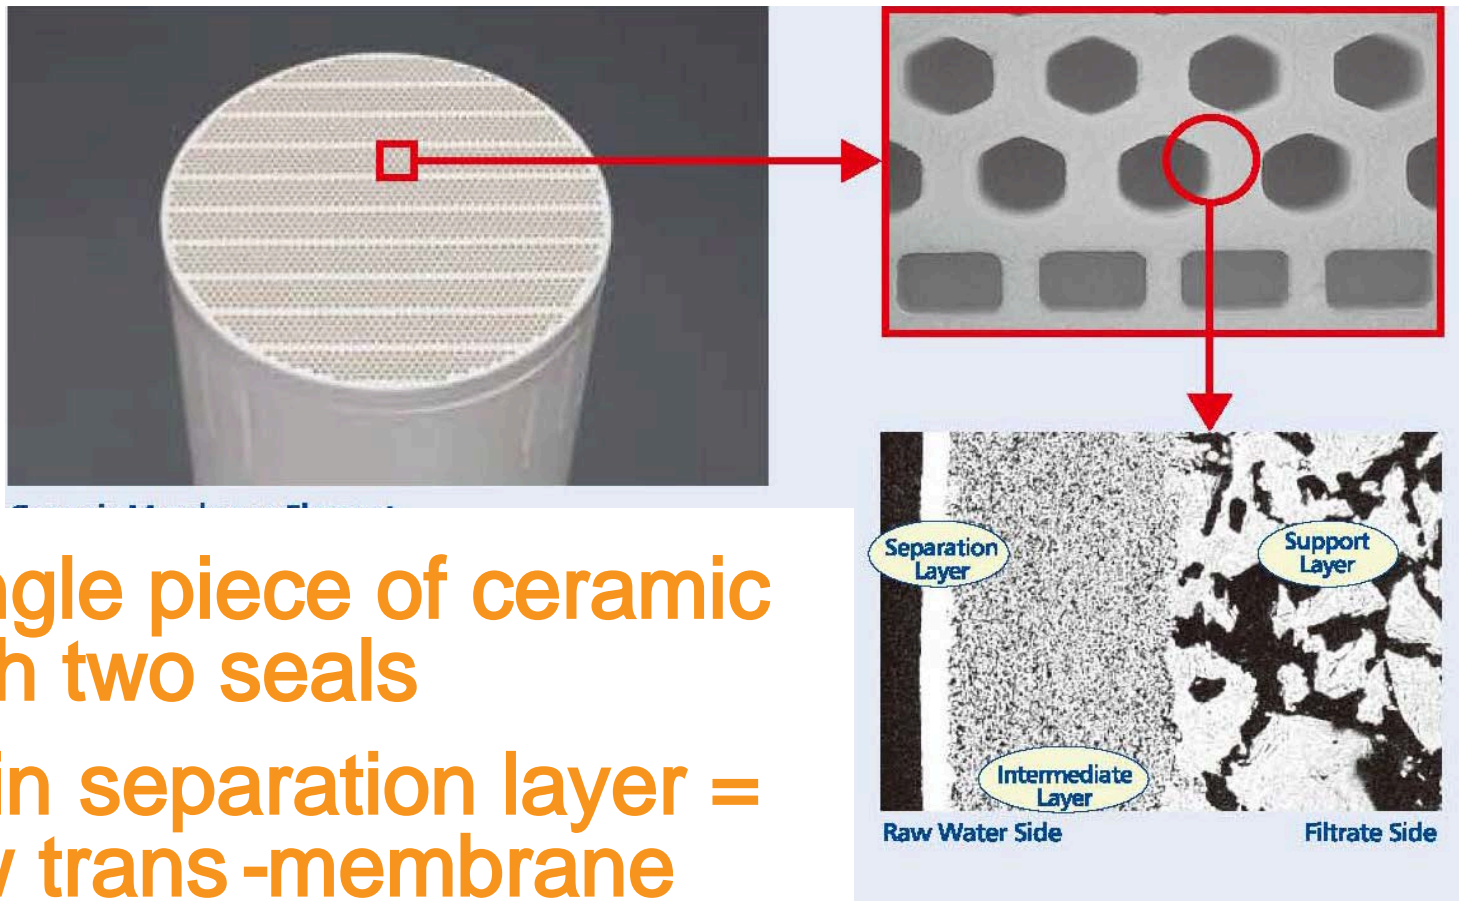 ngle piece of ceramic
h two seals
in separation layer =
w trans-membrane
Separation
Layer
Support
Layer
Intermediate
Layer
Raw Water Side
Filtrate Side